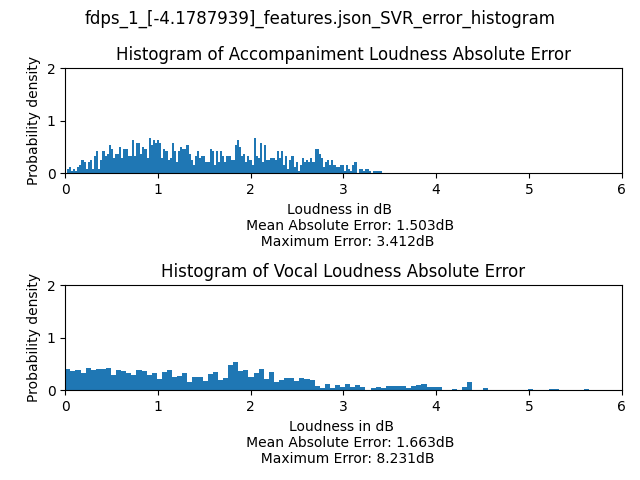 fdps_1_[-4.1787939]_features.json_SVR_error_histogram
Histogram of Accompaniment Loudness Absolute Error
Probability density
2
1
0
0 1 2 3 4 5 6
Loudness in dB
Mean Absolute Error: 1.503dB
Maximum Error: 3.412dB
Histogram of Vocal Loudness Absolute Error
Probability density
2
1
0
0 1 2 3 4 5 6
Loudness in dB
Mean Absolute Error: 1.663dB
Maximum Error: 8.231dB